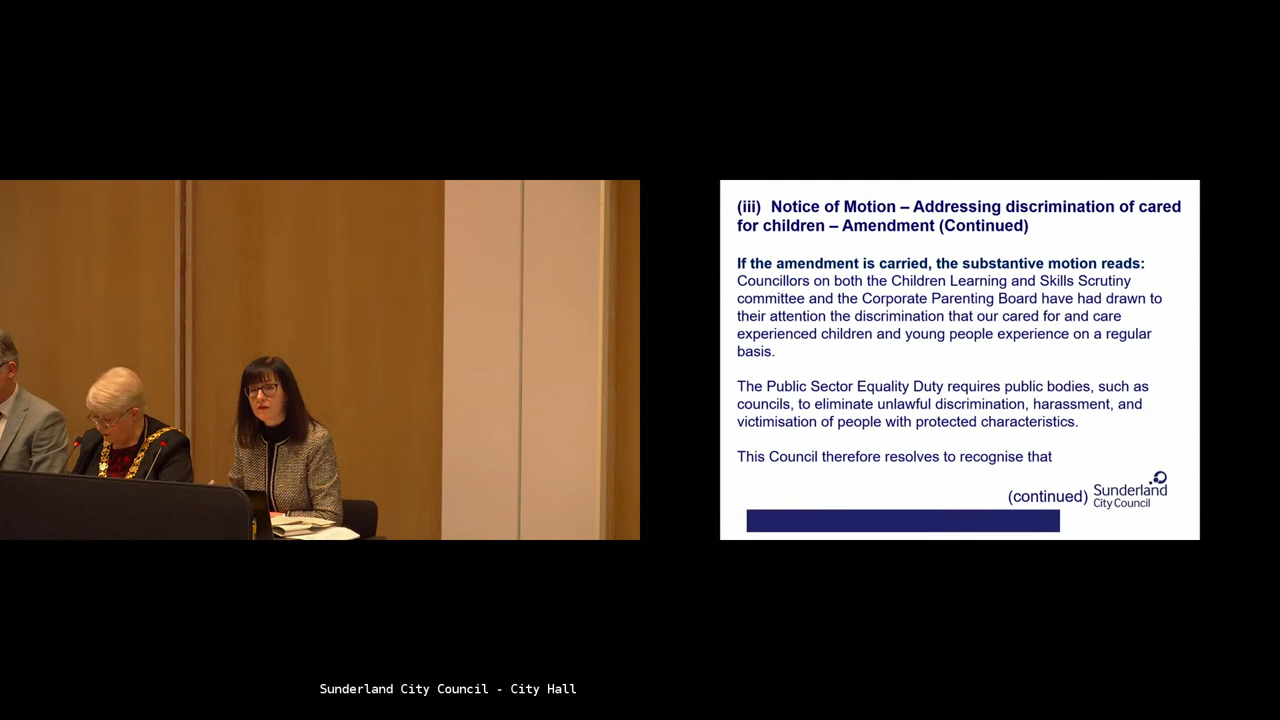 (iii) Notice of Motion – Addressing discrimination of cared
for children – Amendment (Continued)
If the amendment is carried, the substantive motion reads:
Councillors on both the Children Learning and Skills Scrutiny
committee and the Corporate Parenting Board have had drawn to
their attention the discrimination that our cared for and care
experienced children and young people experience on a regular
basis.
The Public Sector Equality Duty requires public bodies, such as
councils, to eliminate unlawful discrimination, harassment, and
victimisation of people with protected characteristics.
This Council therefore resolves to recognise that
(continued)
Sunderland
City Council
Sunderland City Council - City Hall